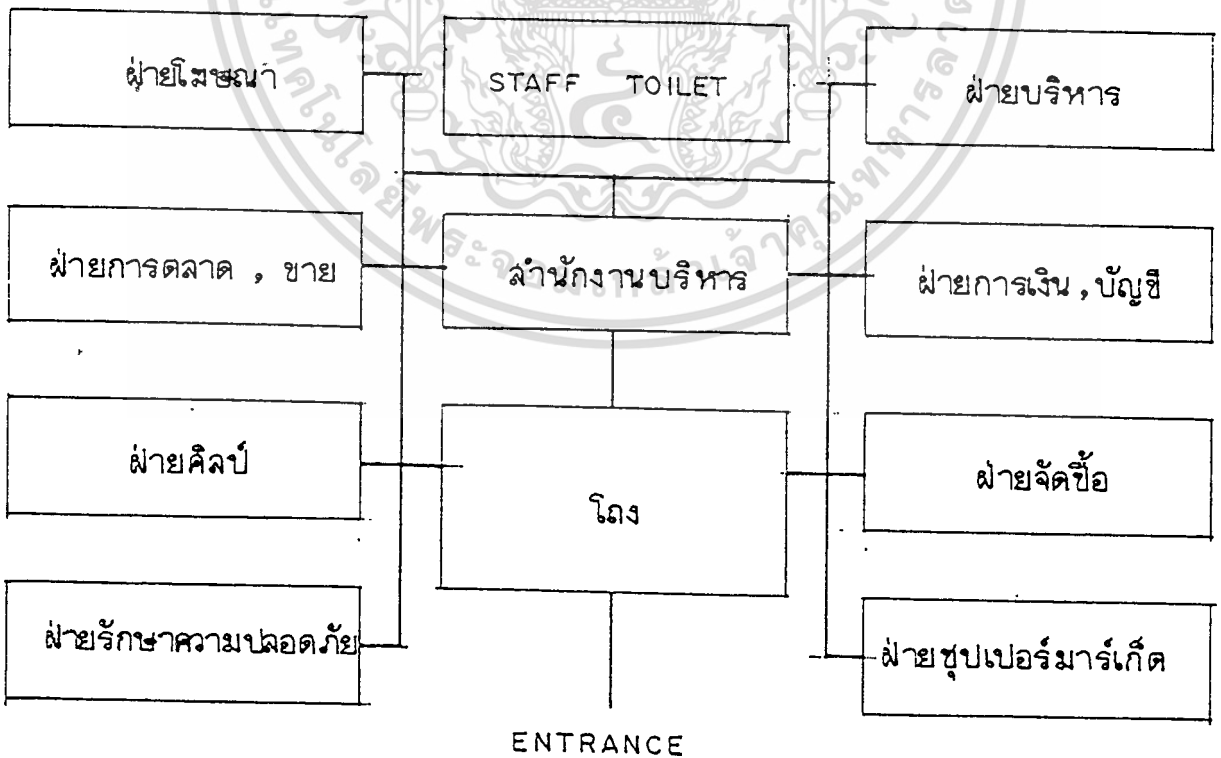 ฝ่ายโฆษณา
STAFF TOILET
ฝ่ายบริหาร
ฝ่ายการตลาด , ขาย
สำนักงานบริหาร
ฝ่ายการเงิน , บัญชี
ฝ่ายศิลป์
โถง
ฝ่ายจัดซื้อ
ฝ่ายรักษาความปลอดภัย
ฝ่ายซุปเปอร์มาร์เก็ต
ENTRANCE